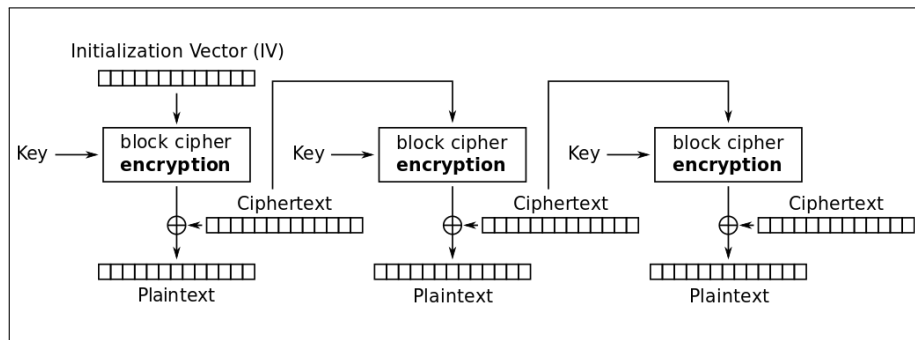 Initialization Vector (IV)
Key
block cipher
encryption
Ciphertext
Plaintext
Key
block cipher
encryption
Ciphertext
Plaintext
Key
block cipher
encryption
Ciphertext
Plaintext